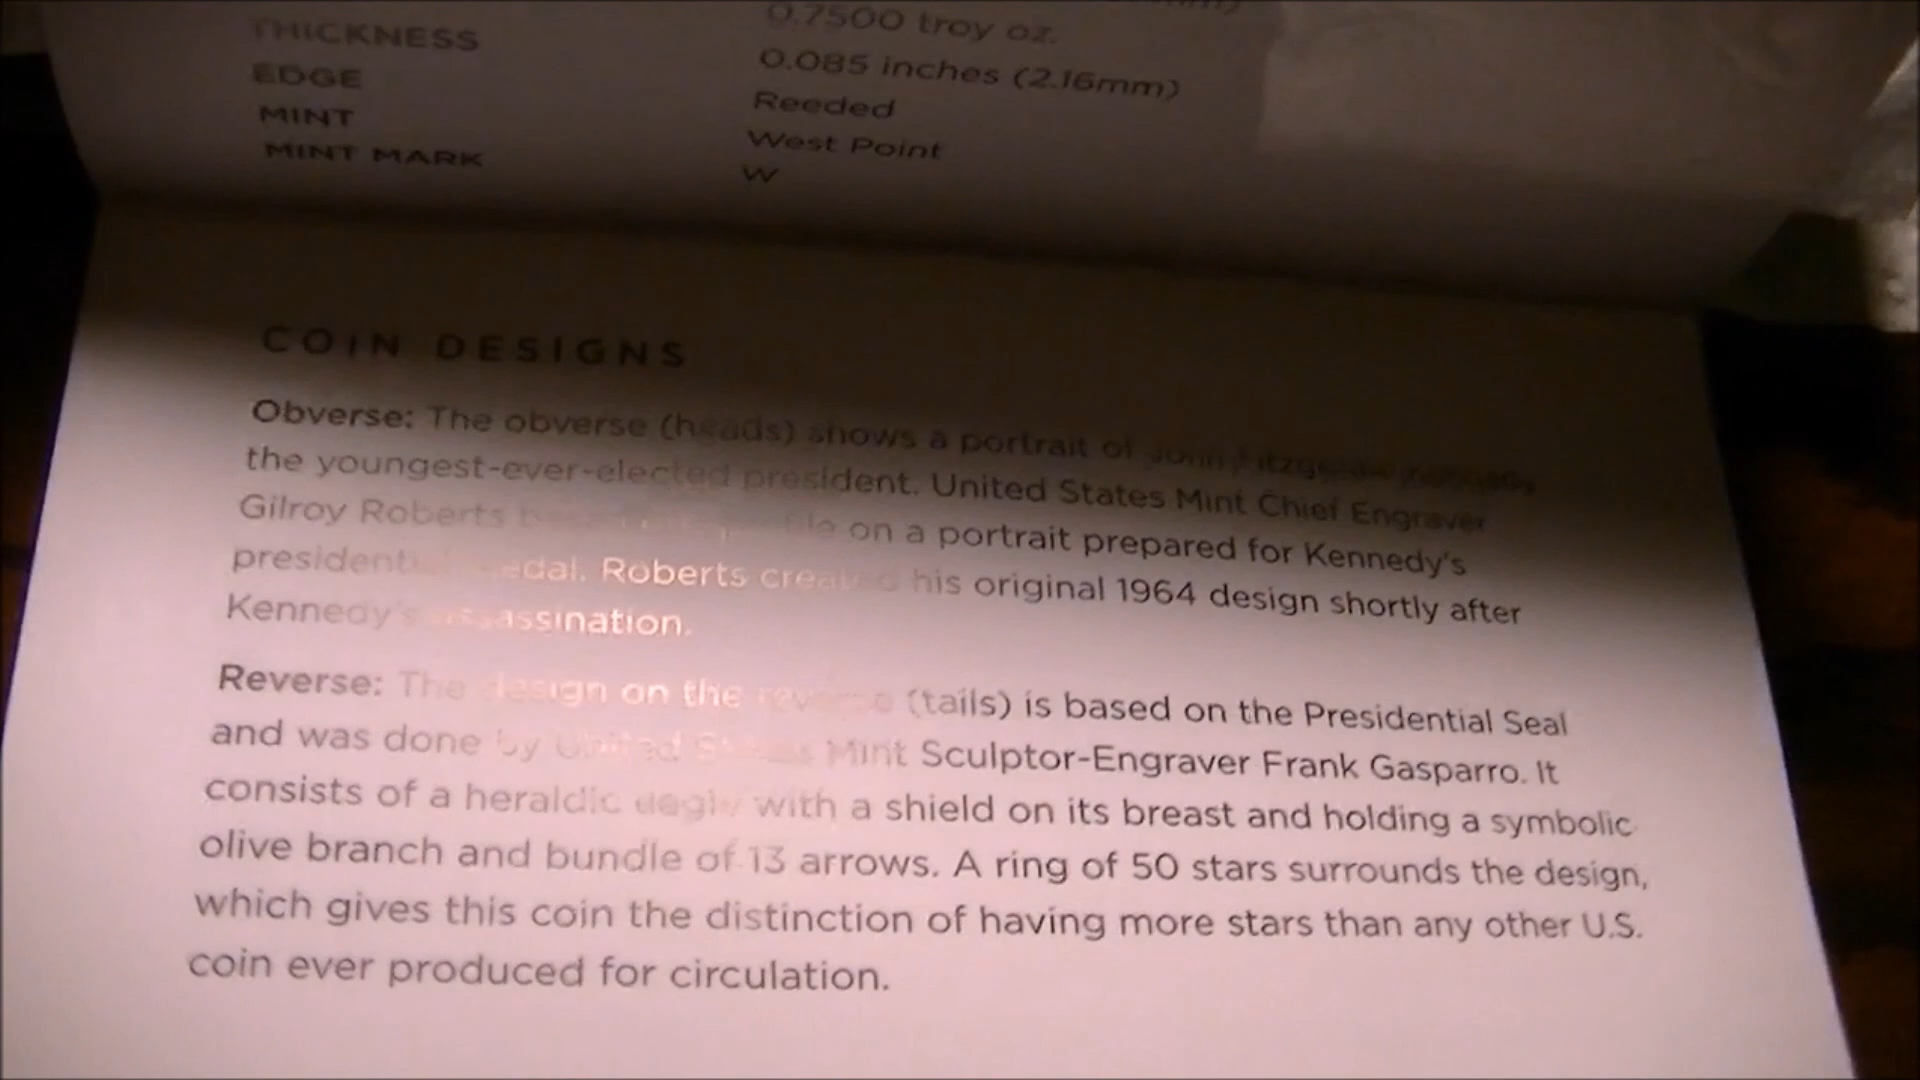 0.7500 troy oz.
THICKNESS 0.085 inches (2.16mm)
EDGE Reeded
MINT West Point
MINT MARK W
COIN DESIGNS
Obverse: The obverse (heads) shows a portrait of John
the youngest-ever-elected president. United States Mint Chief Engraver
Gilroy Roberts on a portrait prepared for Kennedy's
Roberts created his original 1964 design shortly after
Kennedy's assassination.
Reverse: The design on the reverse (tails) is based on the Presidential Seal
and was done by United States Mint Sculptor-Engraver Frank Gasparro. It
consists of a heraldic eagle with a shield on its breast and holding a symbolic
olive branch and bundle of 13 arrows. A ring of 50 stars surrounds the design,
which gives this coin the distinction of having more stars than any other U.S.
coin ever produced for circulation.